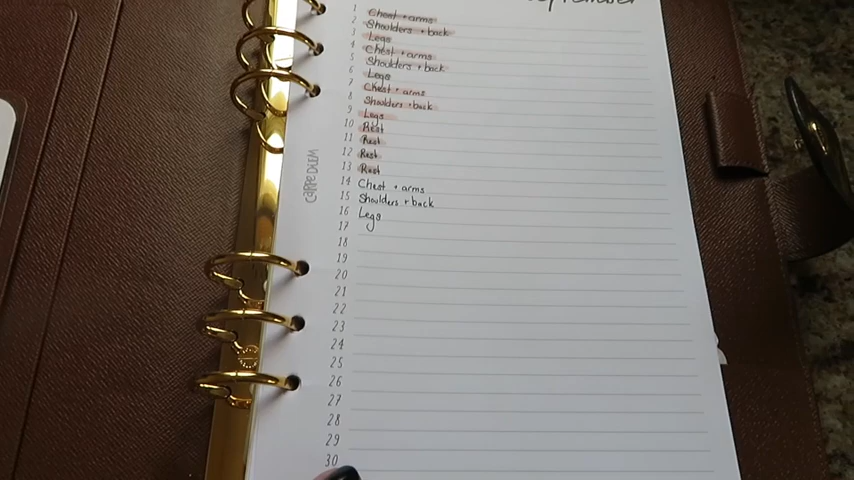 1 Chest + arms
2 Shoulders + back
3 Legs
4 Chest + arms
5 Shoulders + back
6 Legs
7 Chest + arms
8 Shoulders + back
9 Legs
10 Rest
11 Rest
12 Rest
13 Rest
14 Chest + arms
15 Shoulders + back
16 Legs
17
18
19
20
21
22
23
24
25
26
27
28
29
30
CARPE DIEM